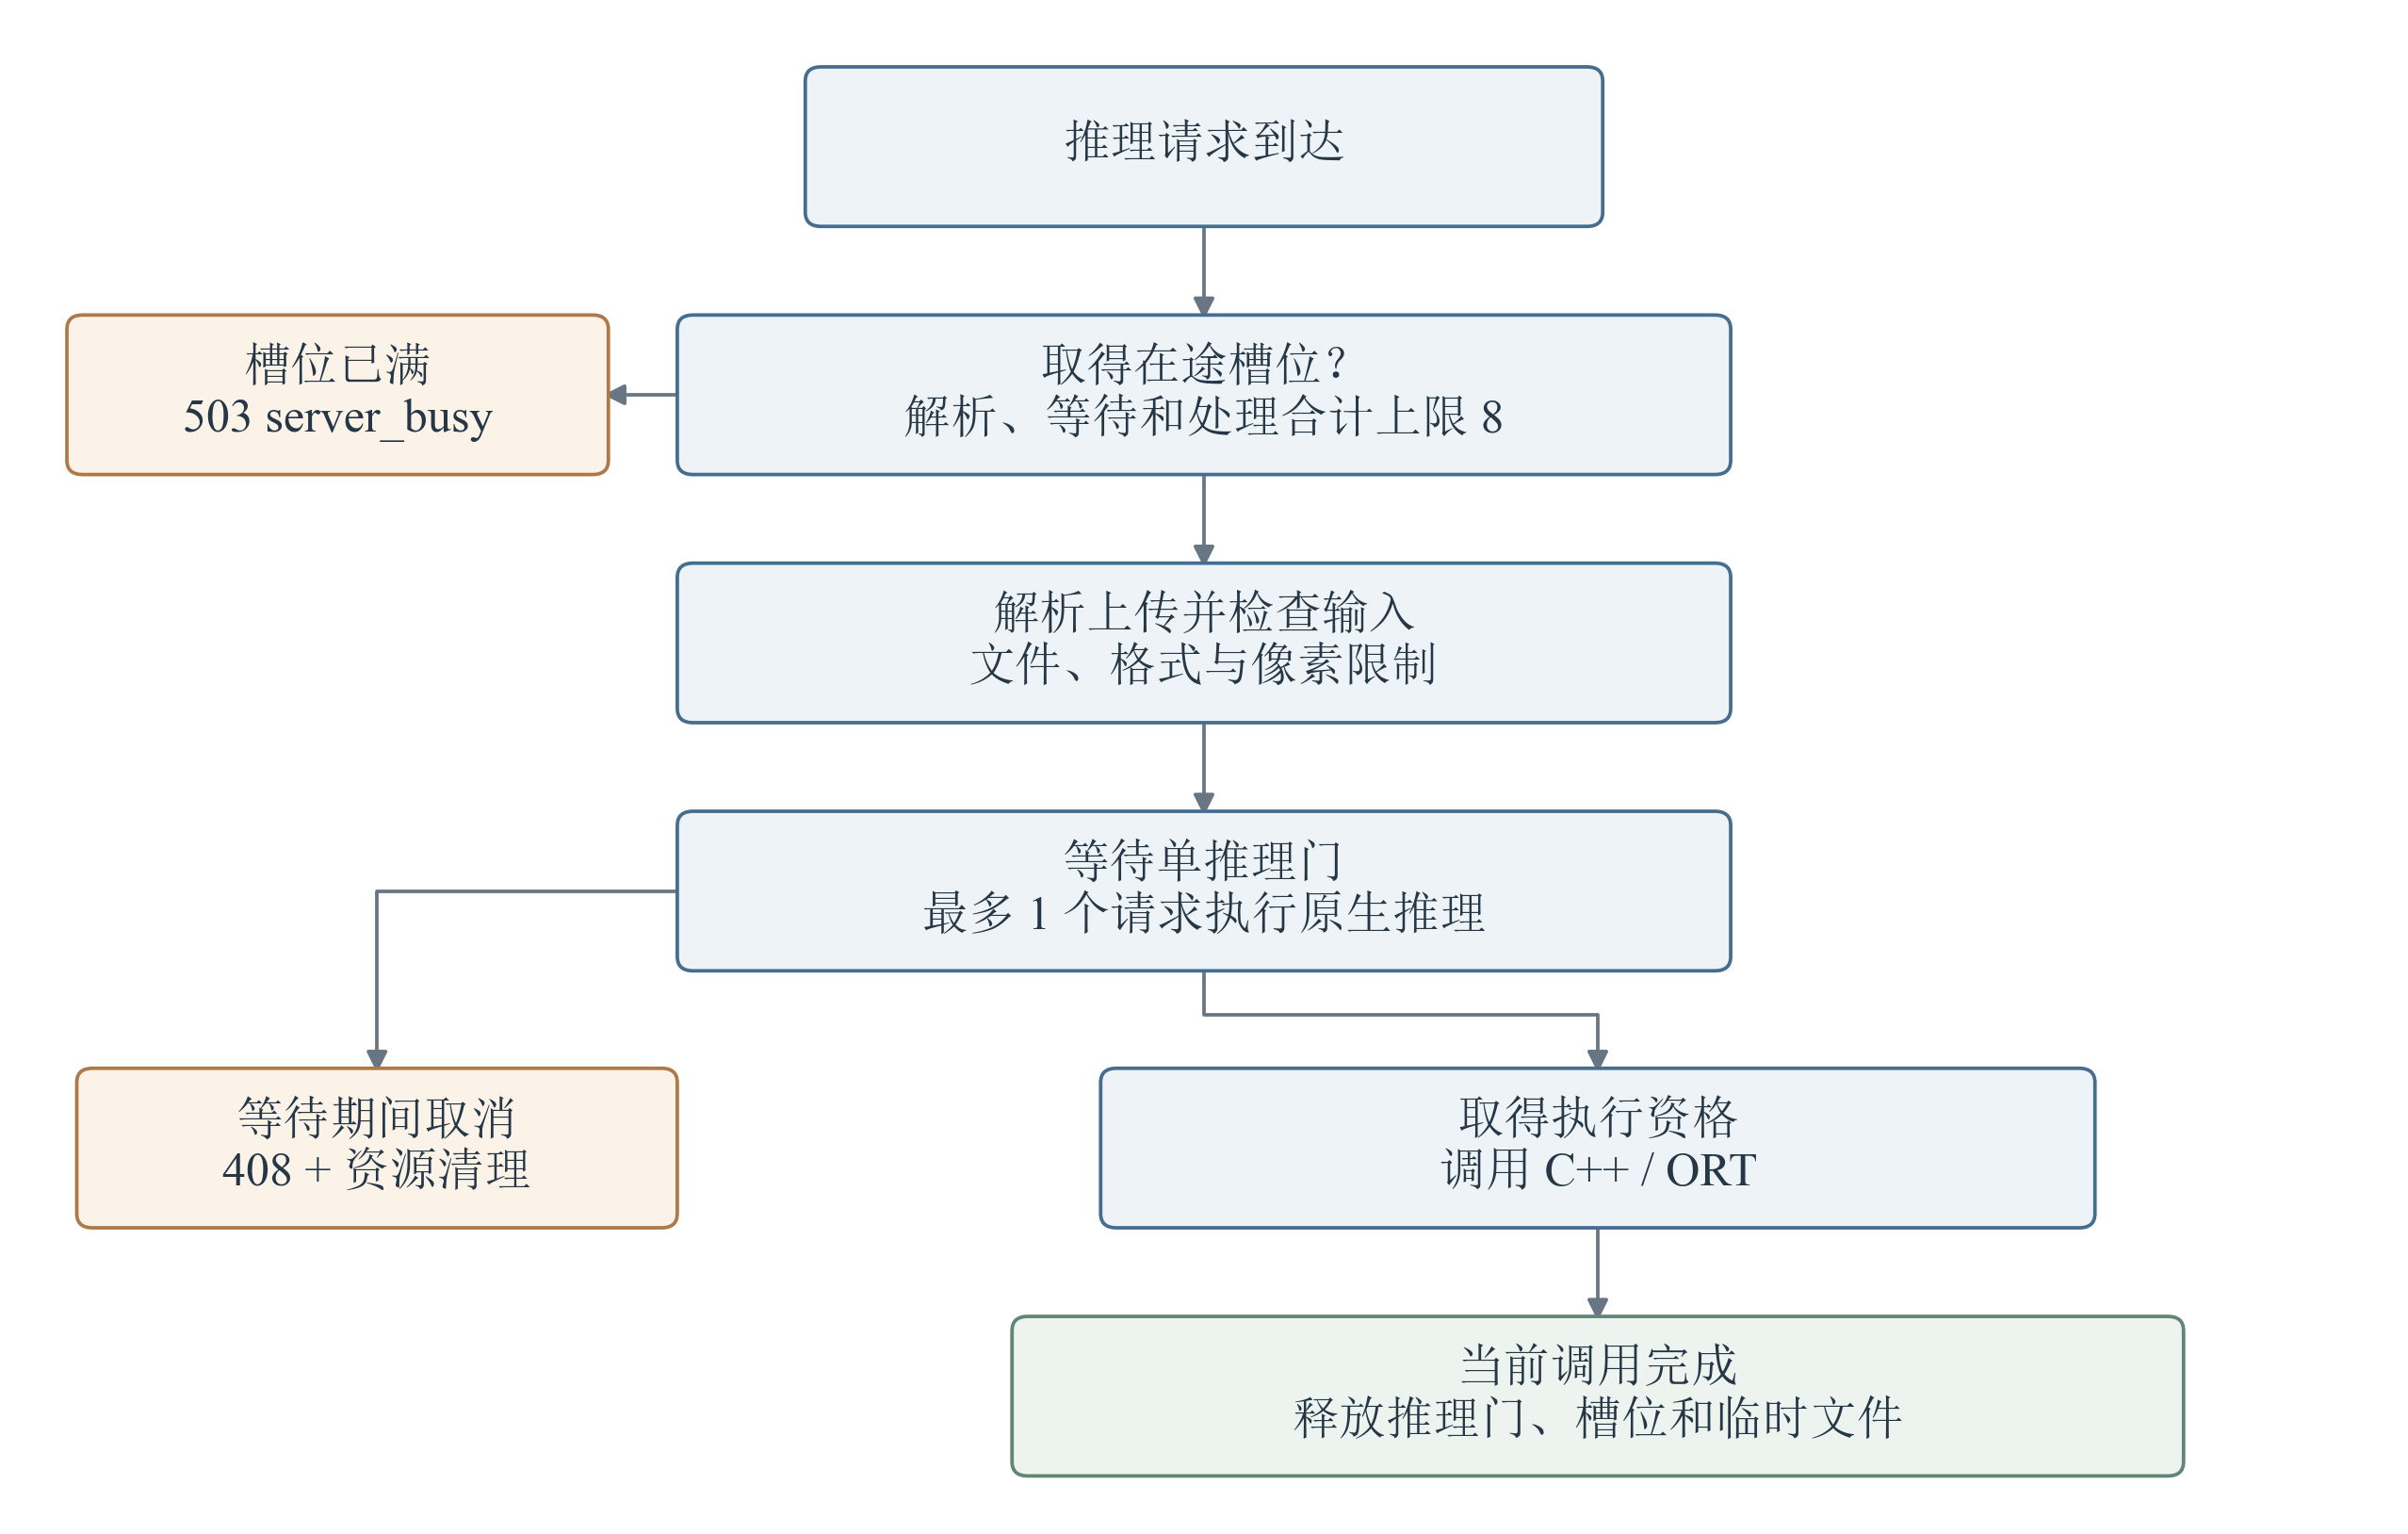 推理请求到达
槽位已满
503 server_busy
取得在途槽位？
解析、等待和处理合计上限 8
解析上传并检查输入
文件、格式与像素限制
等待单推理门
最多 1 个请求执行原生推理
等待期间取消
408 + 资源清理
取得执行资格
调用 C++ / ORT
当前调用完成
释放推理门、槽位和临时文件